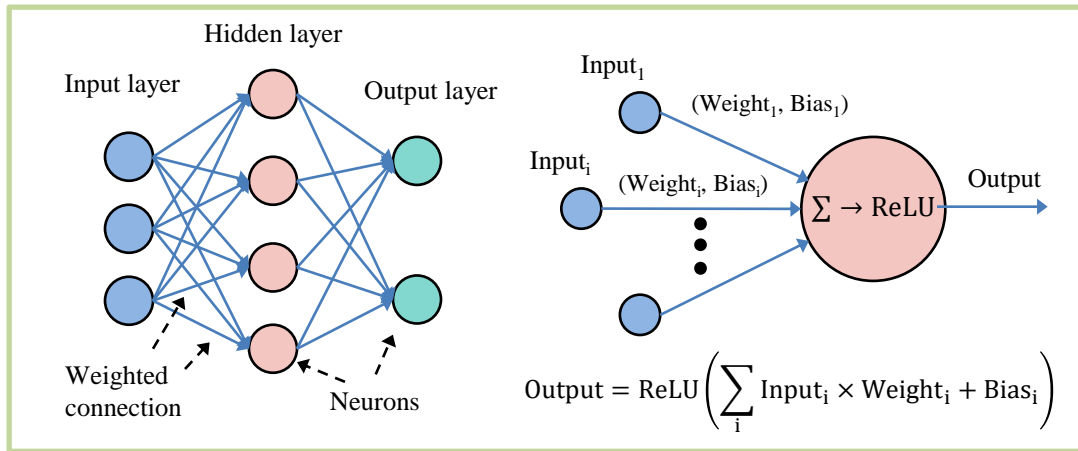 Hidden layer
Input layer
Output layer
Weighted
connection
Neurons
Input₁
(Weight₁, Bias₁)
Inputᵢ
(Weightᵢ, Biasᵢ)
∑ → ReLU
Output
Output = ReLU(∑ᵢ Inputᵢ × Weightᵢ + Biasᵢ)